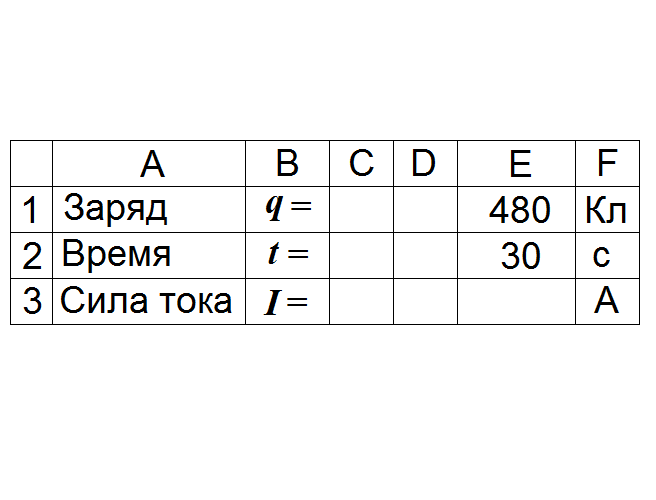 A B C D E F
1 Заряд q = 480 Кл
2 Время t = 30 с
3 Сила тока I = А